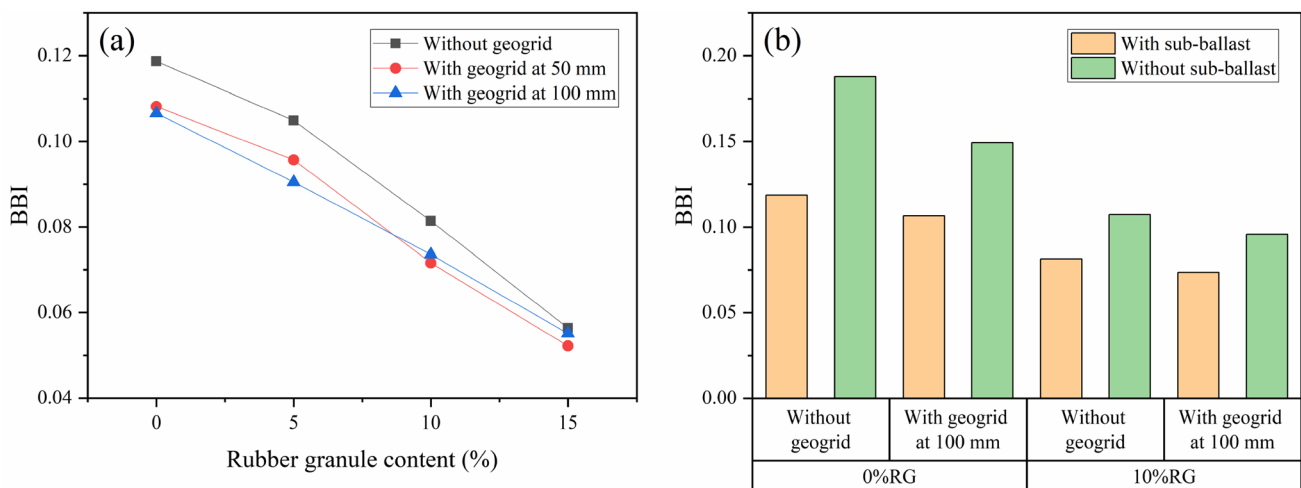 (a)
Without geogrid
With geogrid at 50 mm
With geogrid at 100 mm
0.12
0.10
0.08
0.06
0.04
BBI
0
5
10
15
Rubber granule content (%)
(b)
With sub-ballast
Without sub-ballast
0.20
0.15
0.10
0.05
0.00
BBI
Without
geogrid
With geogrid
at 100 mm
Without
geogrid
With geogrid
at 100 mm
0%RG
10%RG